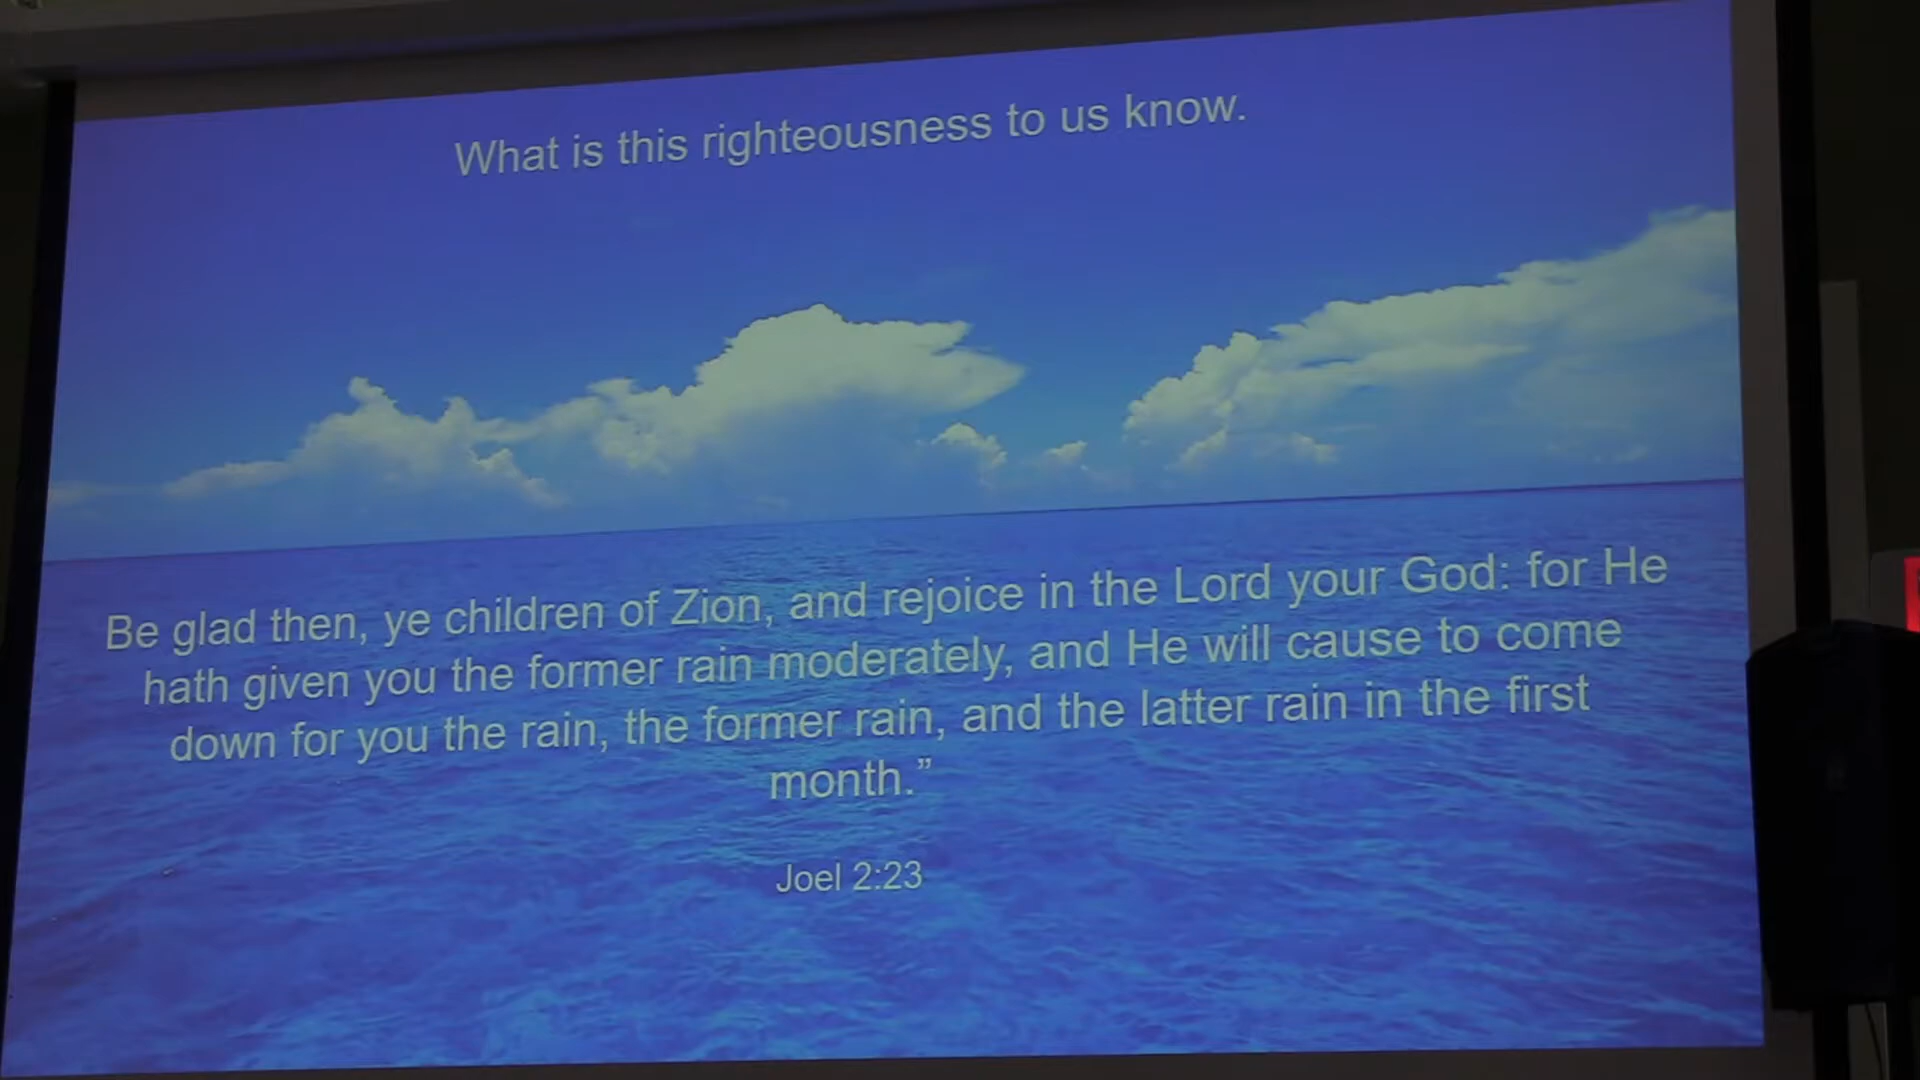 What is this righteousness to us know.
Be glad then, ye children of Zion, and rejoice in the Lord your God: for He
hath given you the former rain moderately, and He will cause to come
down for you the rain, the former rain, and the latter rain in the first
month.”
Joel 2:23